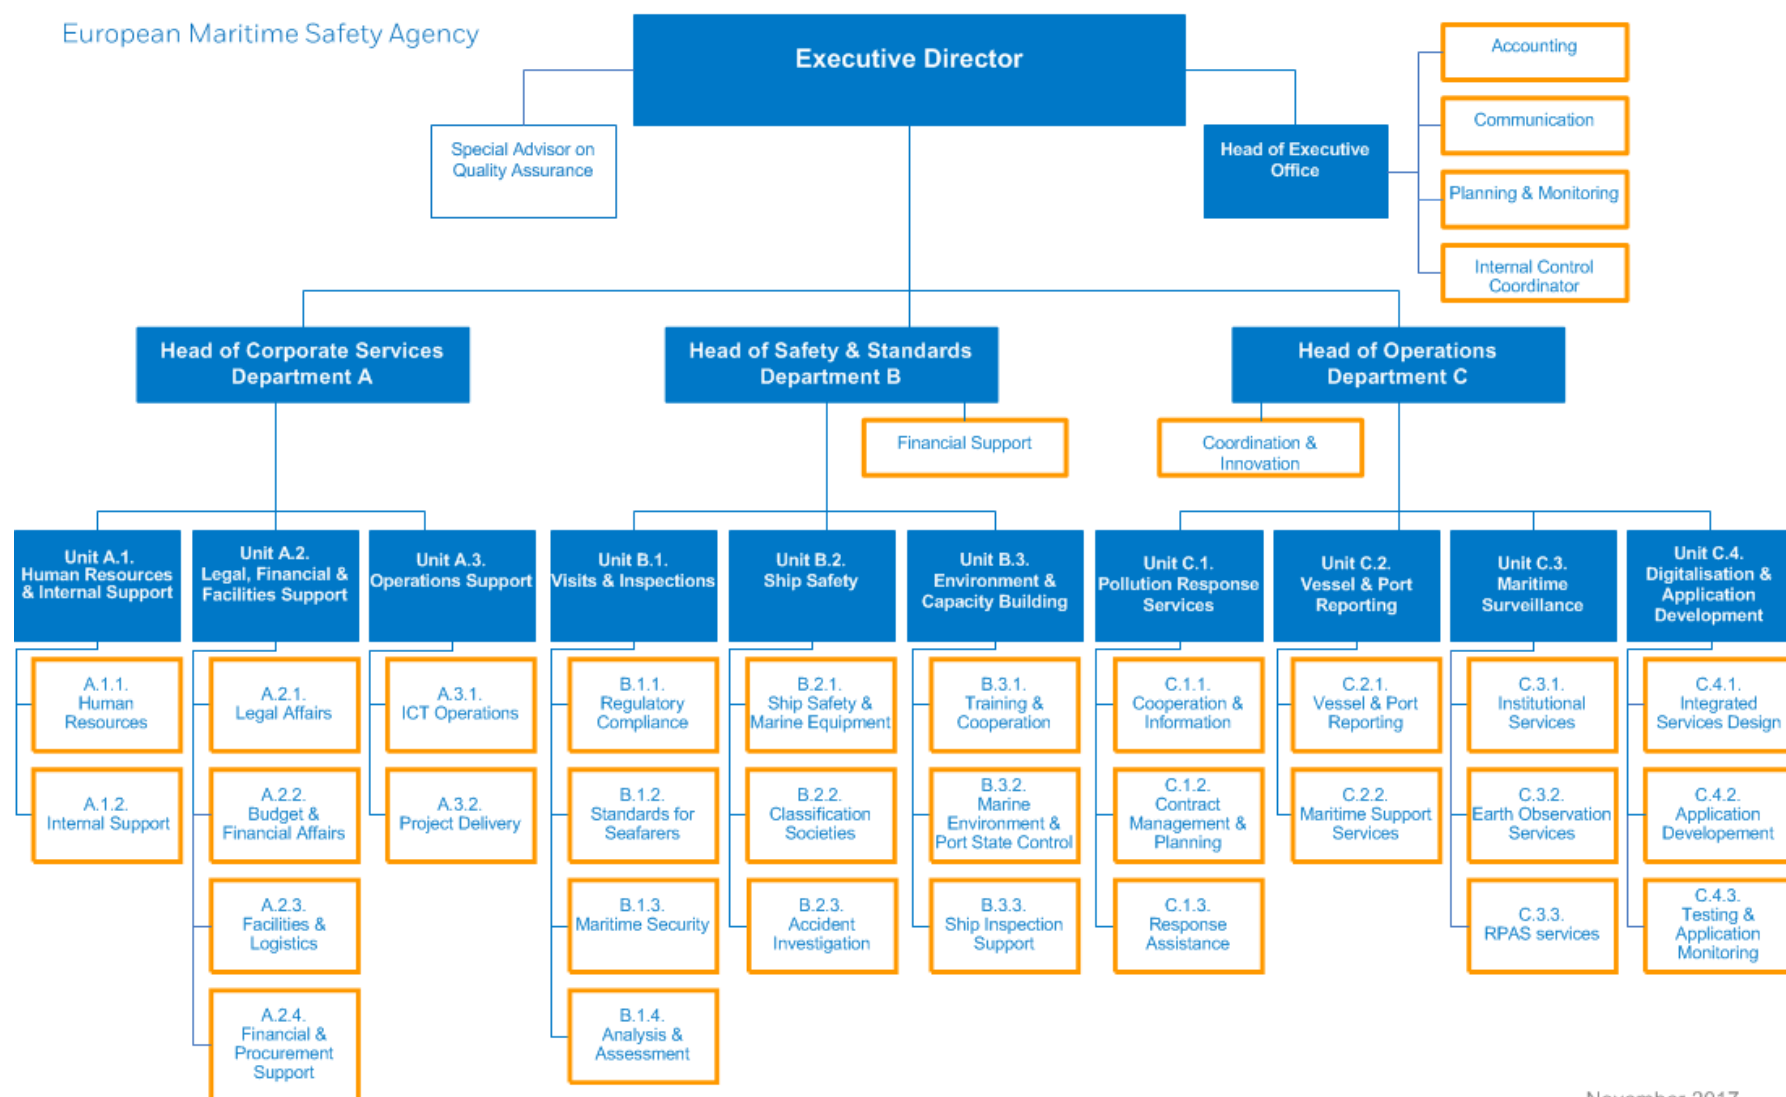 European Maritime Safety Agency
Executive Director
Special Advisor on
Quality Assurance
Head of Executive
Office
Accounting
Communication
Planning & Monitoring
Internal Control
Coordinator
Head of Corporate Services
Department A
Head of Safety & Standards
Department B
Head of Operations
Department C
Financial Support
Coordination &
Innovation
Unit A.1.
Human Resources
& Internal Support
Unit A.2.
Legal, Financial &
Facilities Support
Unit A.3.
Operations Support
Unit B.1.
Visits & Inspections
Unit B.2.
Ship Safety
Unit B.3.
Environment &
Capacity Building
Unit C.1.
Pollution Response
Services
Unit C.2.
Vessel & Port
Reporting
Unit C.3.
Maritime
Surveillance
Unit C.4.
Digitalisation &
Application
Development
A.1.1.
Human
Resources
A.1.2.
Internal Support
A.2.1.
Legal Affairs
A.2.2.
Budget &
Financial Affairs
A.2.3.
Facilities &
Logistics
A.2.4.
Financial &
Procurement
Support
A.3.1.
ICT Operations
A.3.2.
Project Delivery
B.1.1.
Regulatory
Compliance
B.1.2.
Standards for
Seafarers
B.1.3.
Maritime Security
B.1.4.
Analysis &
Assessment
B.2.1.
Ship Safety &
Marine Equipment
B.2.2.
Classification
Societies
B.2.3.
Accident
Investigation
B.3.1.
Training &
Cooperation
B.3.2.
Marine
Environment &
Port State Control
B.3.3.
Ship Inspection
Support
C.1.1.
Cooperation &
Information
C.1.2.
Contract
Management &
Planning
C.1.3.
Response
Assistance
C.2.1.
Vessel & Port
Reporting
C.2.2.
Maritime Support
Services
C.3.1.
Institutional
Services
C.3.2.
Earth Observation
Services
C.3.3.
RPAS services
C.4.1.
Integrated
Services Design
C.4.2.
Application
Developement
C.4.3.
Testing &
Application
Monitoring
November 2017